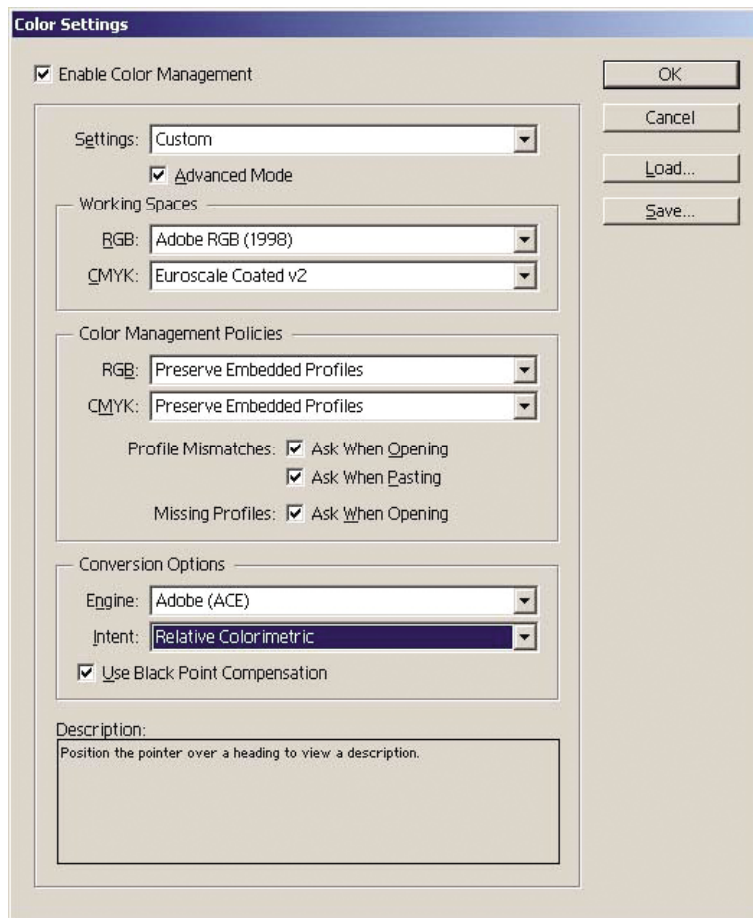 Color Settings
Enable Color Management
OK
Cancel
Load...
Save...
Settings: Custom
Advanced Mode
Working Spaces
RGB: Adobe RGB (1998)
CMYK: Euroscale Coated v2
Color Management Policies
RGB: Preserve Embedded Profiles
CMYK: Preserve Embedded Profiles
Profile Mismatches: Ask When Opening
Ask When Pasting
Missing Profiles: Ask When Opening
Conversion Options
Engine: Adobe (ACE)
Intent: Relative Colorimetric
Use Black Point Compensation
Description:
Position the pointer over a heading to view a description.